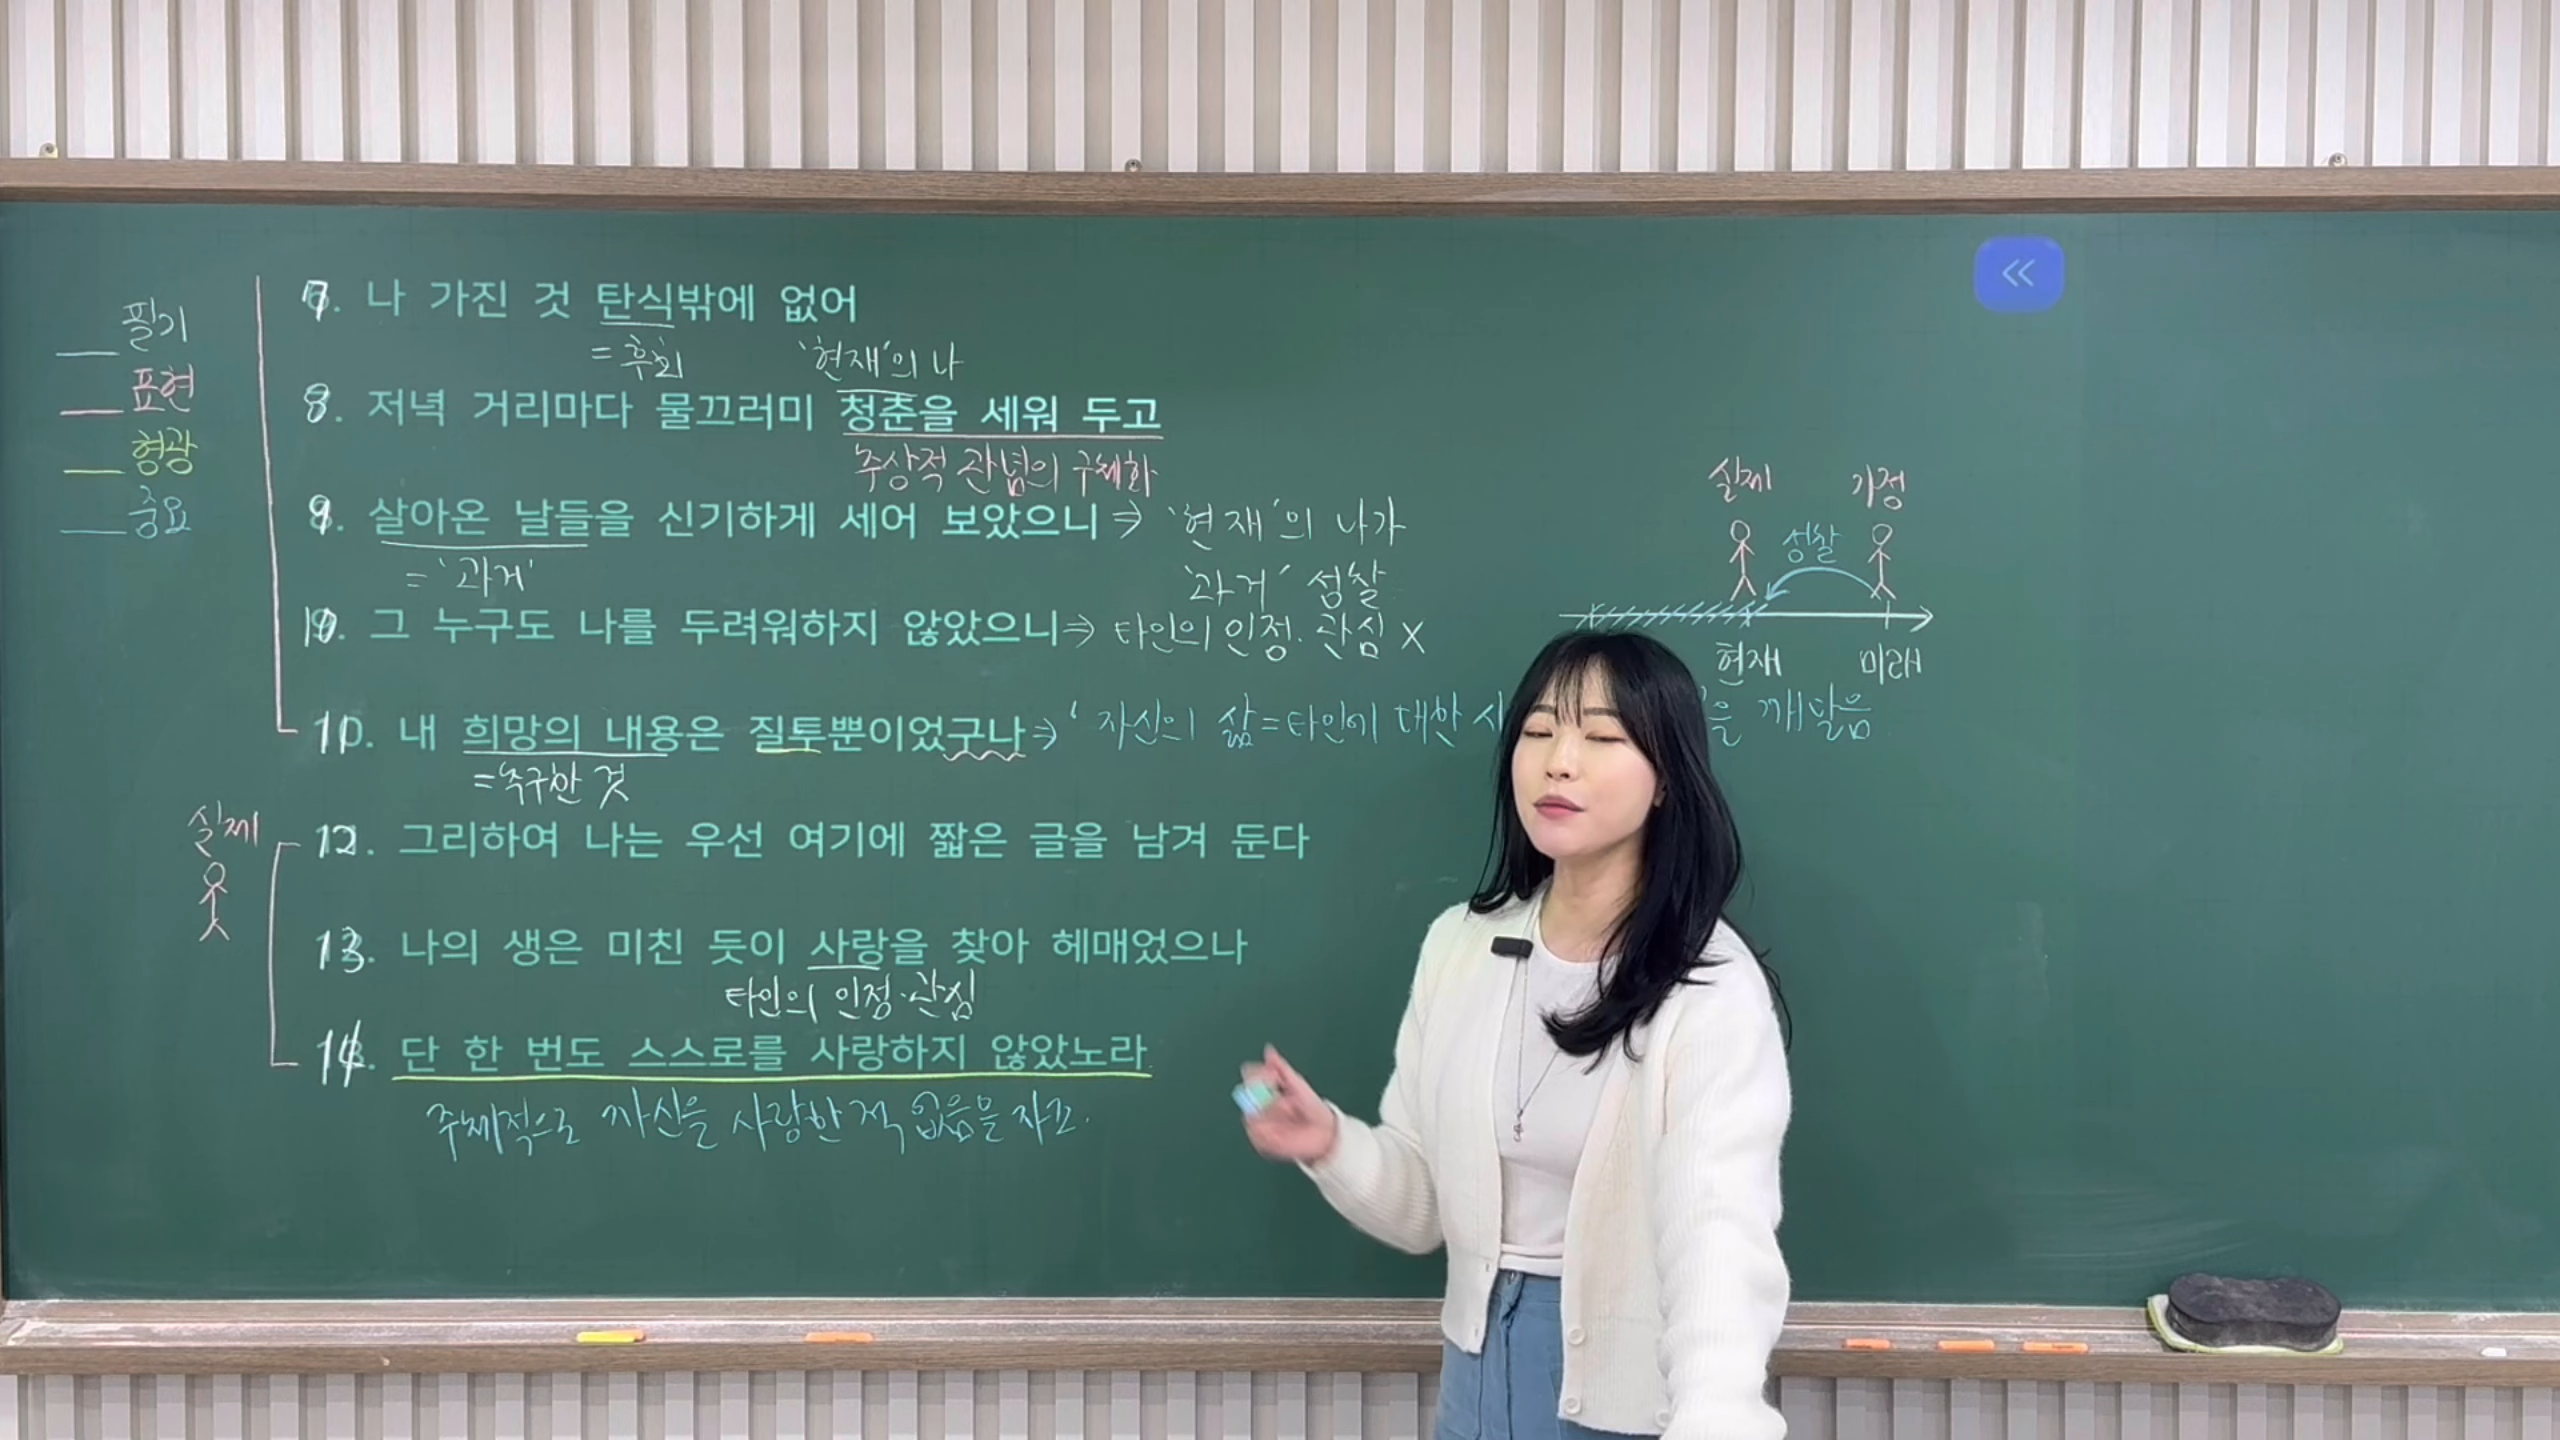 필기
표현
형광
중요
7. 나 가진 것 탄식밖에 없어
=후회 '현재'의 나
8. 저녁 거리마다 물끄러미 청춘을 세워 두고
추상적 관념의 구체화
9. 살아온 날들을 신기하게 세어 보았으니 ⇒ '현재'의 나가
= '과거' '과거' 성찰
10. 그 누구도 나를 두려워하지 않았으니 ⇒ 타인의 인정·관심 X
11. 내 희망의 내용은 질투뿐이었구나 ⇒ '자신의 삶=타인에 대한 을 깨달음
=추구한 것
실제
12. 그리하여 나는 우선 여기에 짧은 글을 남겨 둔다
13. 나의 생은 미친 듯이 사랑을 찾아 헤매었으나
타인의 인정·관심
14. 단 한 번도 스스로를 사랑하지 않았노라
주체적으로 자신을 사랑한 적 없음을 자조.
실제 가정
성찰
현재 미래